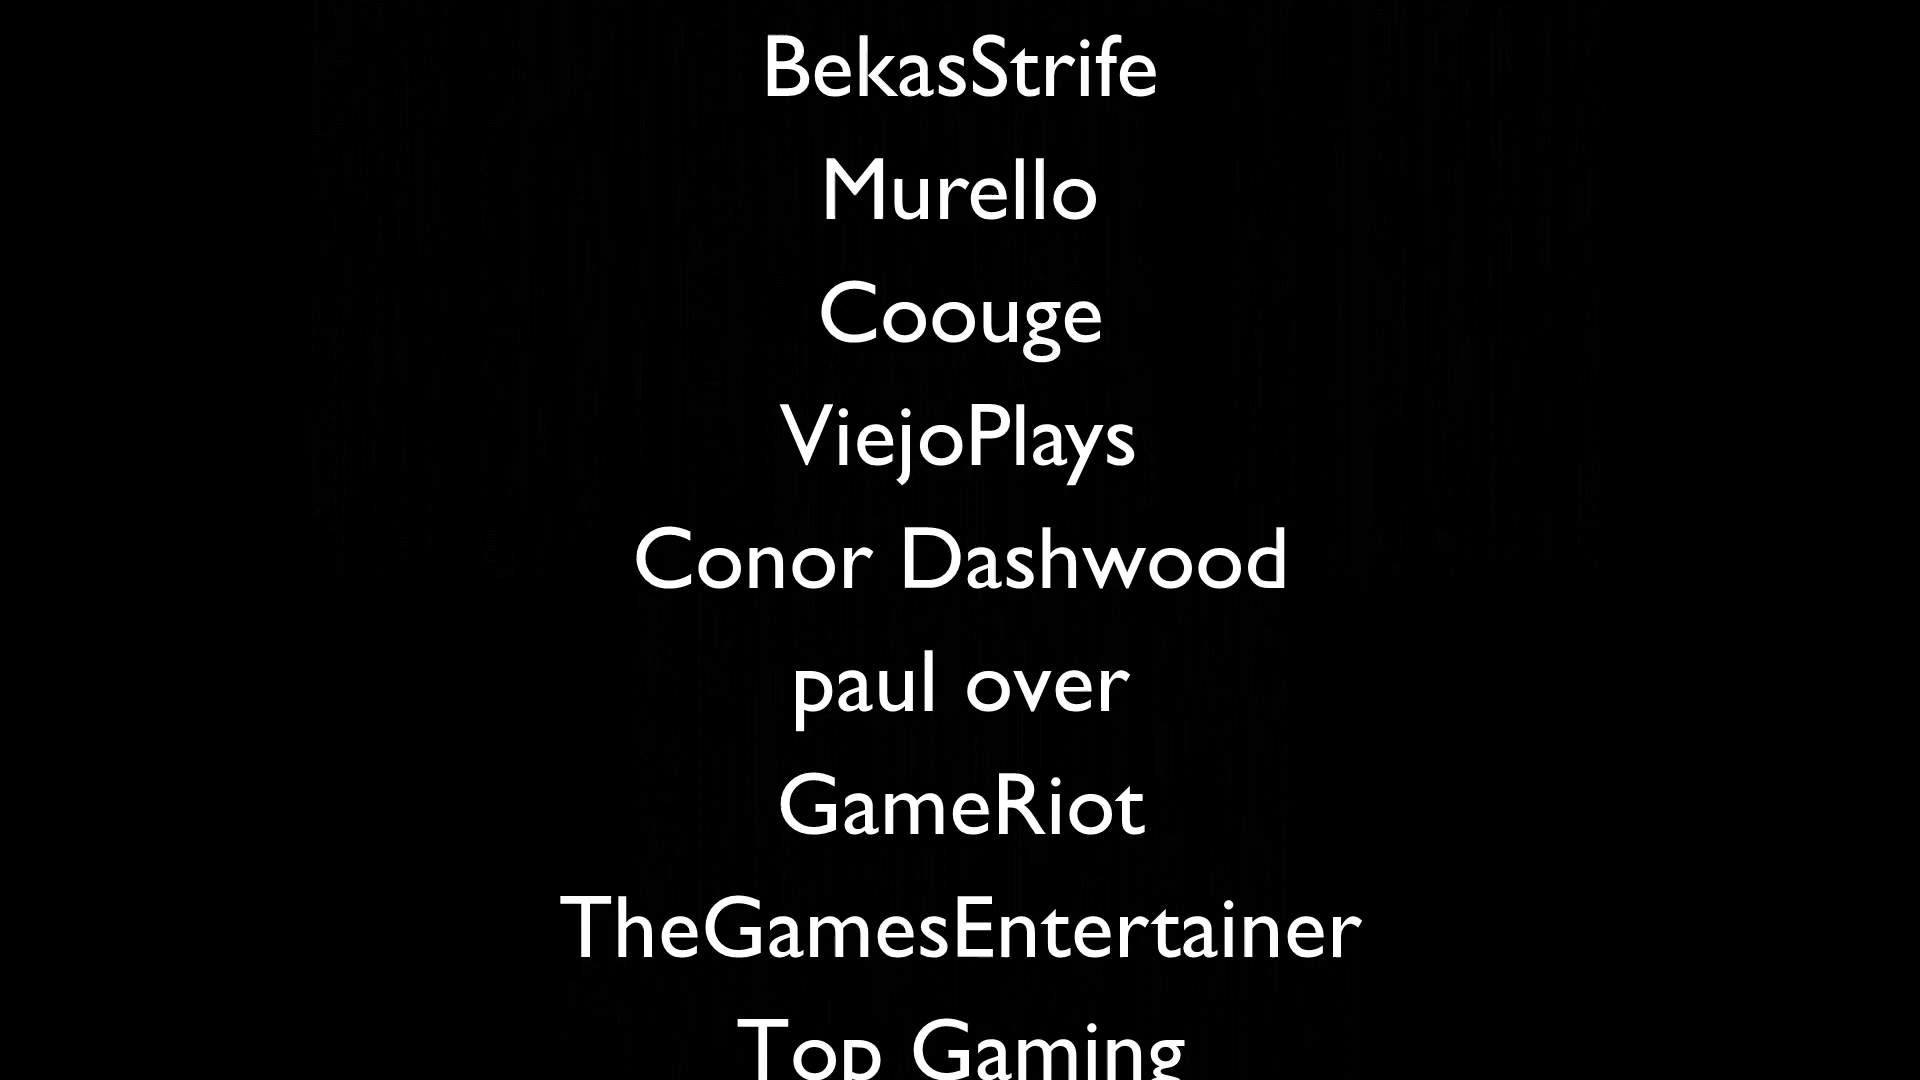 BekasStrife
Murello
Coouge
ViejoPlays
Conor Dashwood
paul over
GameRiot
TheGamesEntertainer
Top Gaming